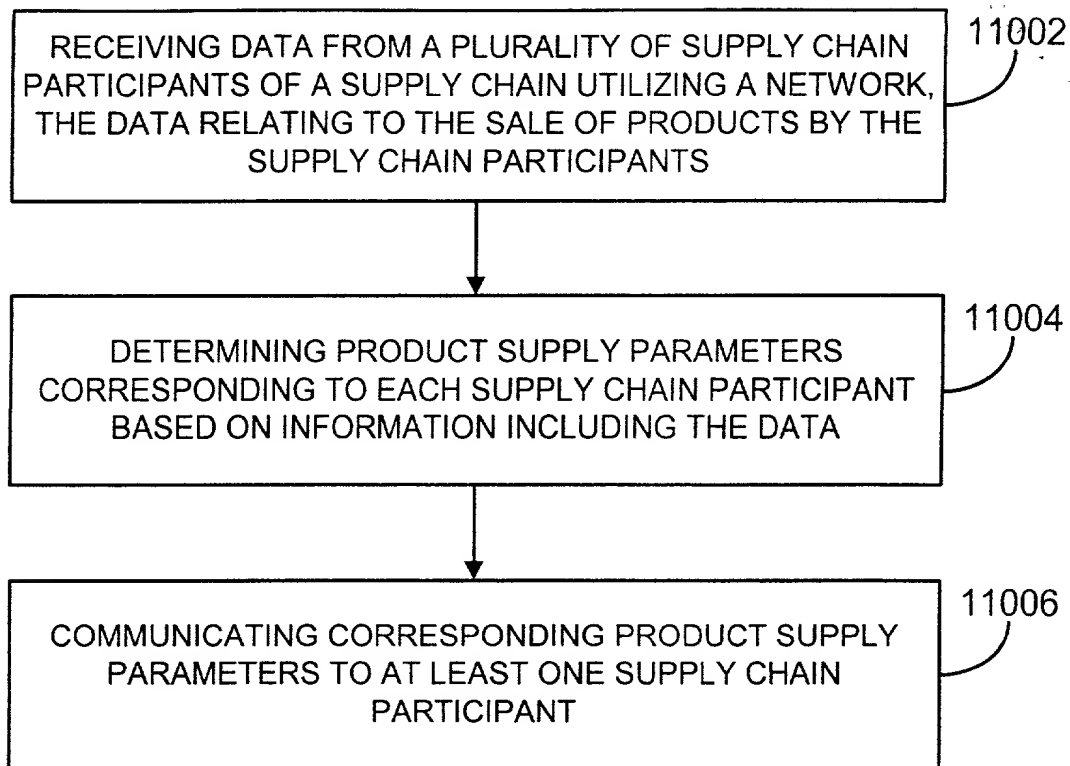 11002
RECEIVING DATA FROM A PLURALITY OF SUPPLY CHAIN
PARTICIPANTS OF A SUPPLY CHAIN UTILIZING A NETWORK,
THE DATA RELATING TO THE SALE OF PRODUCTS BY THE
SUPPLY CHAIN PARTICIPANTS
11004
DETERMINING PRODUCT SUPPLY PARAMETERS
CORRESPONDING TO EACH SUPPLY CHAIN PARTICIPANT
BASED ON INFORMATION INCLUDING THE DATA
11006
COMMUNICATING CORRESPONDING PRODUCT SUPPLY
PARAMETERS TO AT LEAST ONE SUPPLY CHAIN
PARTICIPANT